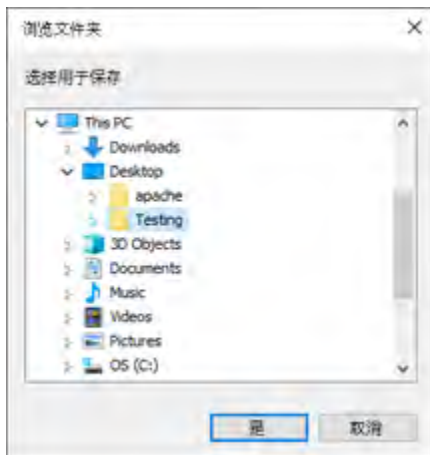 浏览文件夹
选择用于保存
This PC
Downloads
Desktop
apache
Testing
3D Objects
Documents
Music
Videos
Pictures
OS (C:)
是 取消